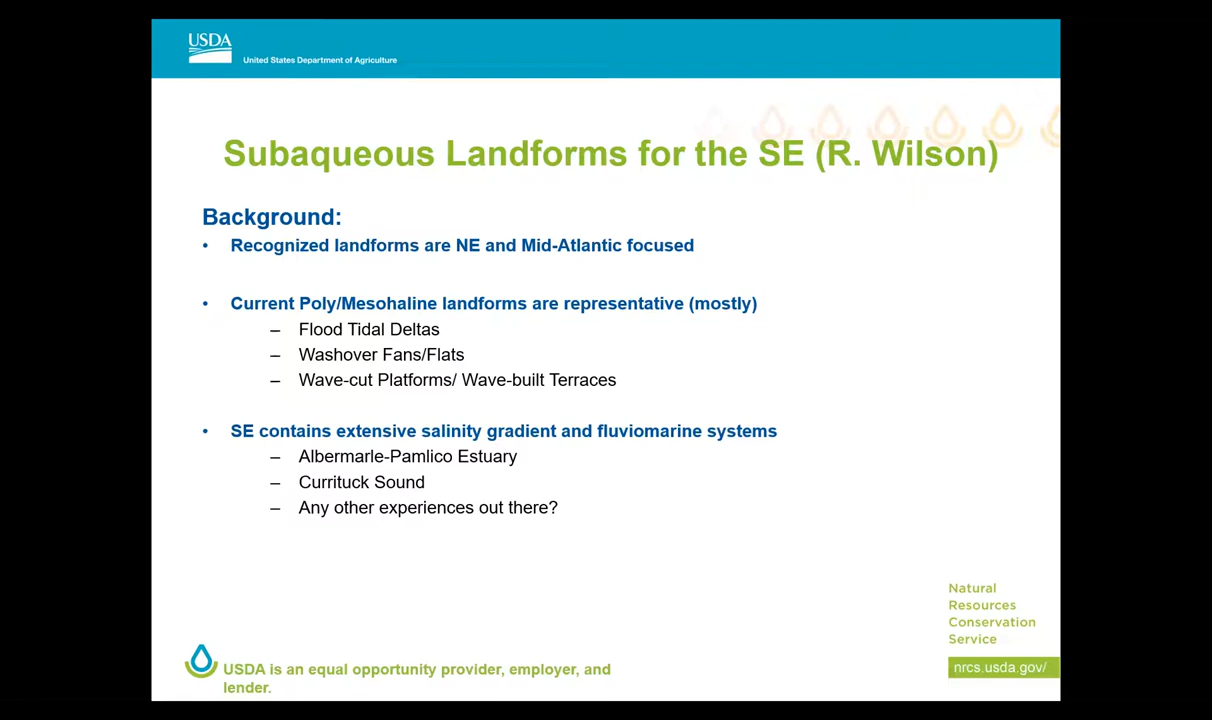 USDA
United States Department of Agriculture
Subaqueous Landforms for the SE (R. Wilson)
Background:
• Recognized landforms are NE and Mid-Atlantic focused
• Current Poly/Mesohaline landforms are representative (mostly)
– Flood Tidal Deltas
– Washover Fans/Flats
– Wave-cut Platforms/ Wave-built Terraces
• SE contains extensive salinity gradient and fluviomarine systems
– Albermarle-Pamlico Estuary
– Currituck Sound
– Any other experiences out there?
Natural
Resources
Conservation
Service
nrcs.usda.gov/
USDA is an equal opportunity provider, employer, and
lender.